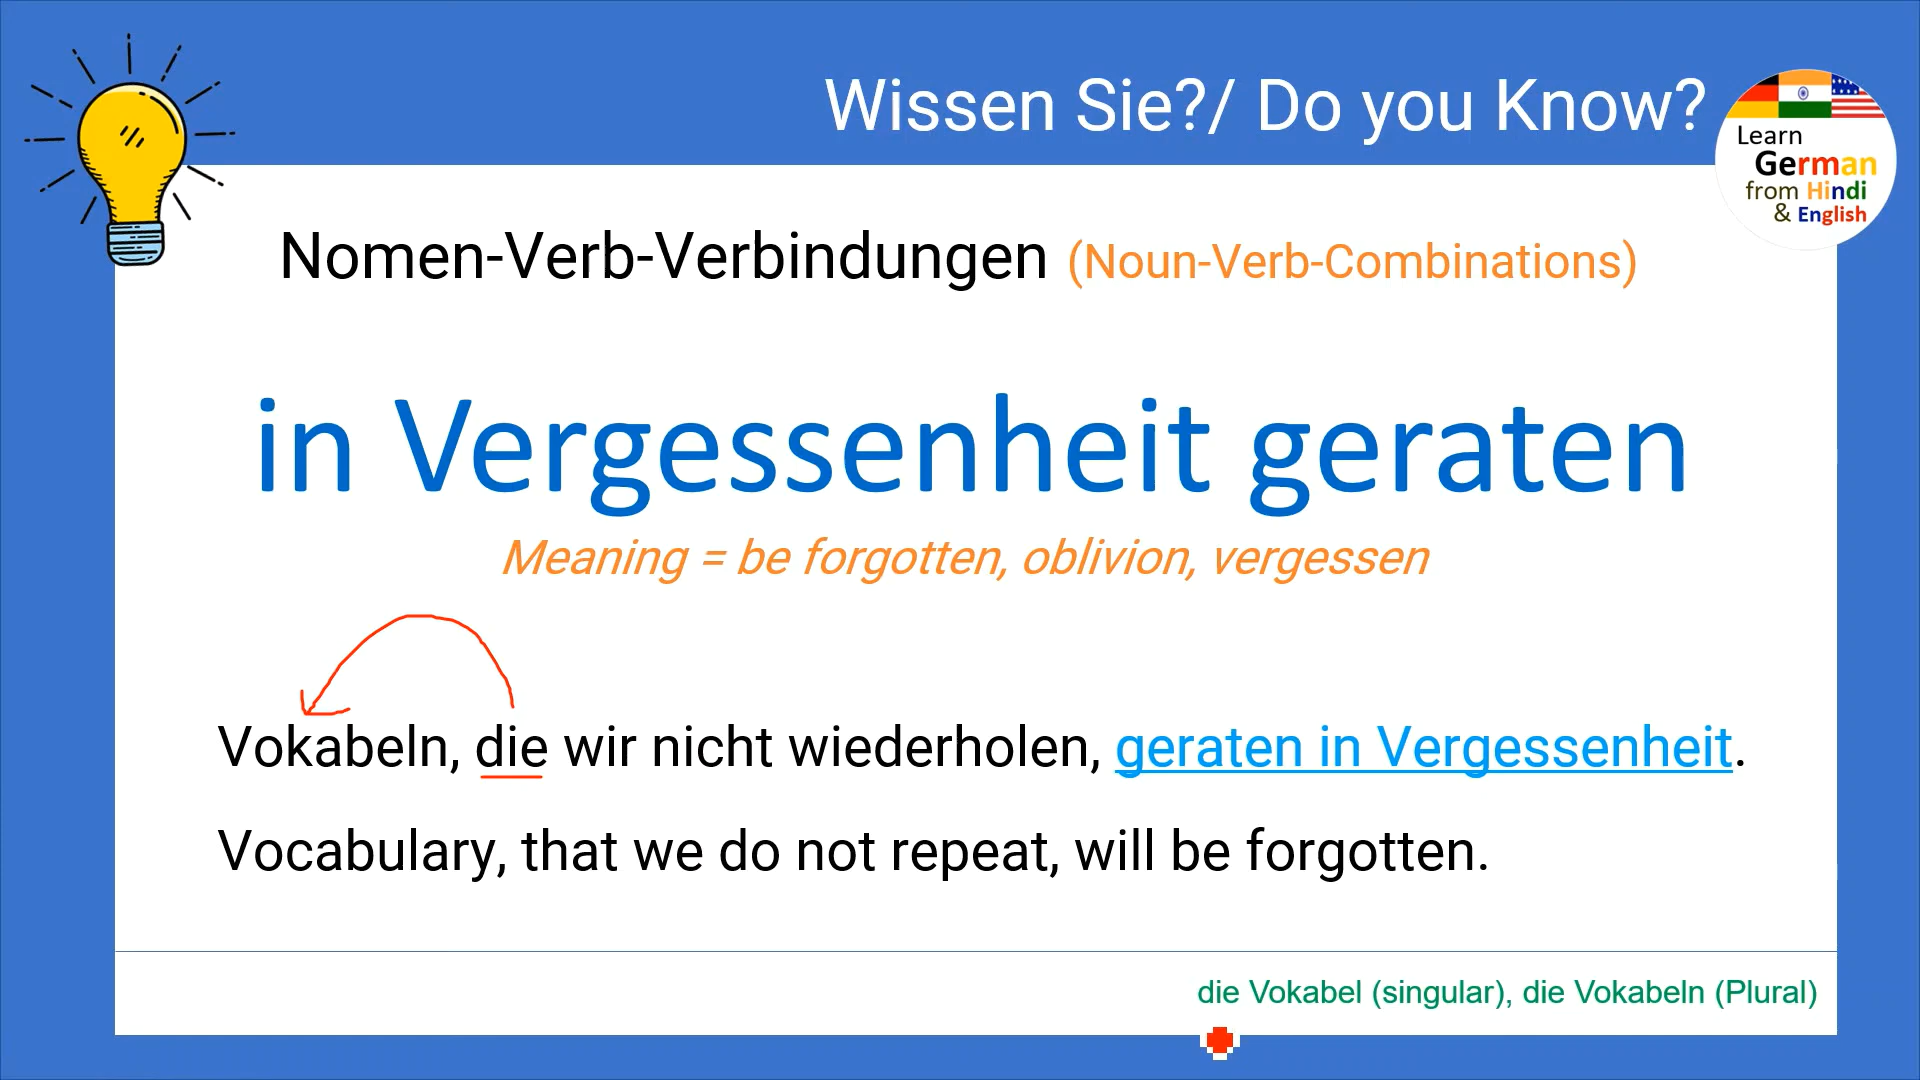 Wissen Sie?/ Do you Know?
Learn
German
from Hindi
& English
Nomen-Verb-Verbindungen (Noun-Verb-Combinations)
in Vergessenheit geraten
Meaning = be forgotten, oblivion, vergessen
Vokabeln, die wir nicht wiederholen, geraten in Vergessenheit.
Vocabulary, that we do not repeat, will be forgotten.
die Vokabel (singular), die Vokabeln (Plural)